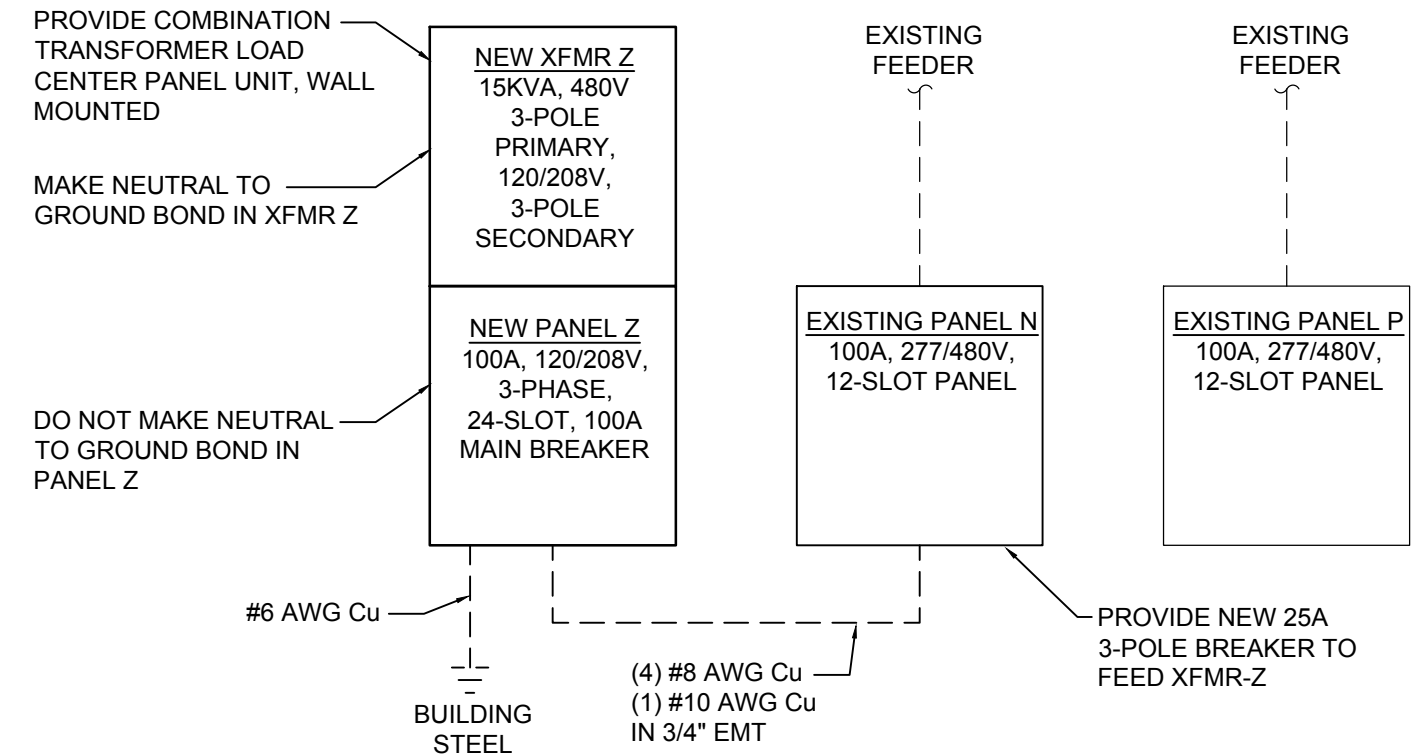 PROVIDE COMBINATION
TRANSFORMER LOAD
CENTER PANEL UNIT, WALL
MOUNTED
MAKE NEUTRAL TO
GROUND BOND IN XFMR Z
DO NOT MAKE NEUTRAL
TO GROUND BOND IN
PANEL Z
NEW XFMR Z
15KVA, 480V
3-POLE
PRIMARY,
120/208V,
3-POLE
SECONDARY
NEW PANEL Z
100A, 120/208V,
3-PHASE,
24-SLOT, 100A
MAIN BREAKER
#6 AWG Cu
BUILDING
STEEL
(4) #8 AWG Cu
(1) #10 AWG Cu
IN 3/4" EMT
EXISTING
FEEDER
EXISTING PANEL N
100A, 277/480V,
12-SLOT PANEL
PROVIDE NEW 25A
3-POLE BREAKER TO
FEED XFMR-Z
EXISTING
FEEDER
EXISTING PANEL P
100A, 277/480V,
12-SLOT PANEL